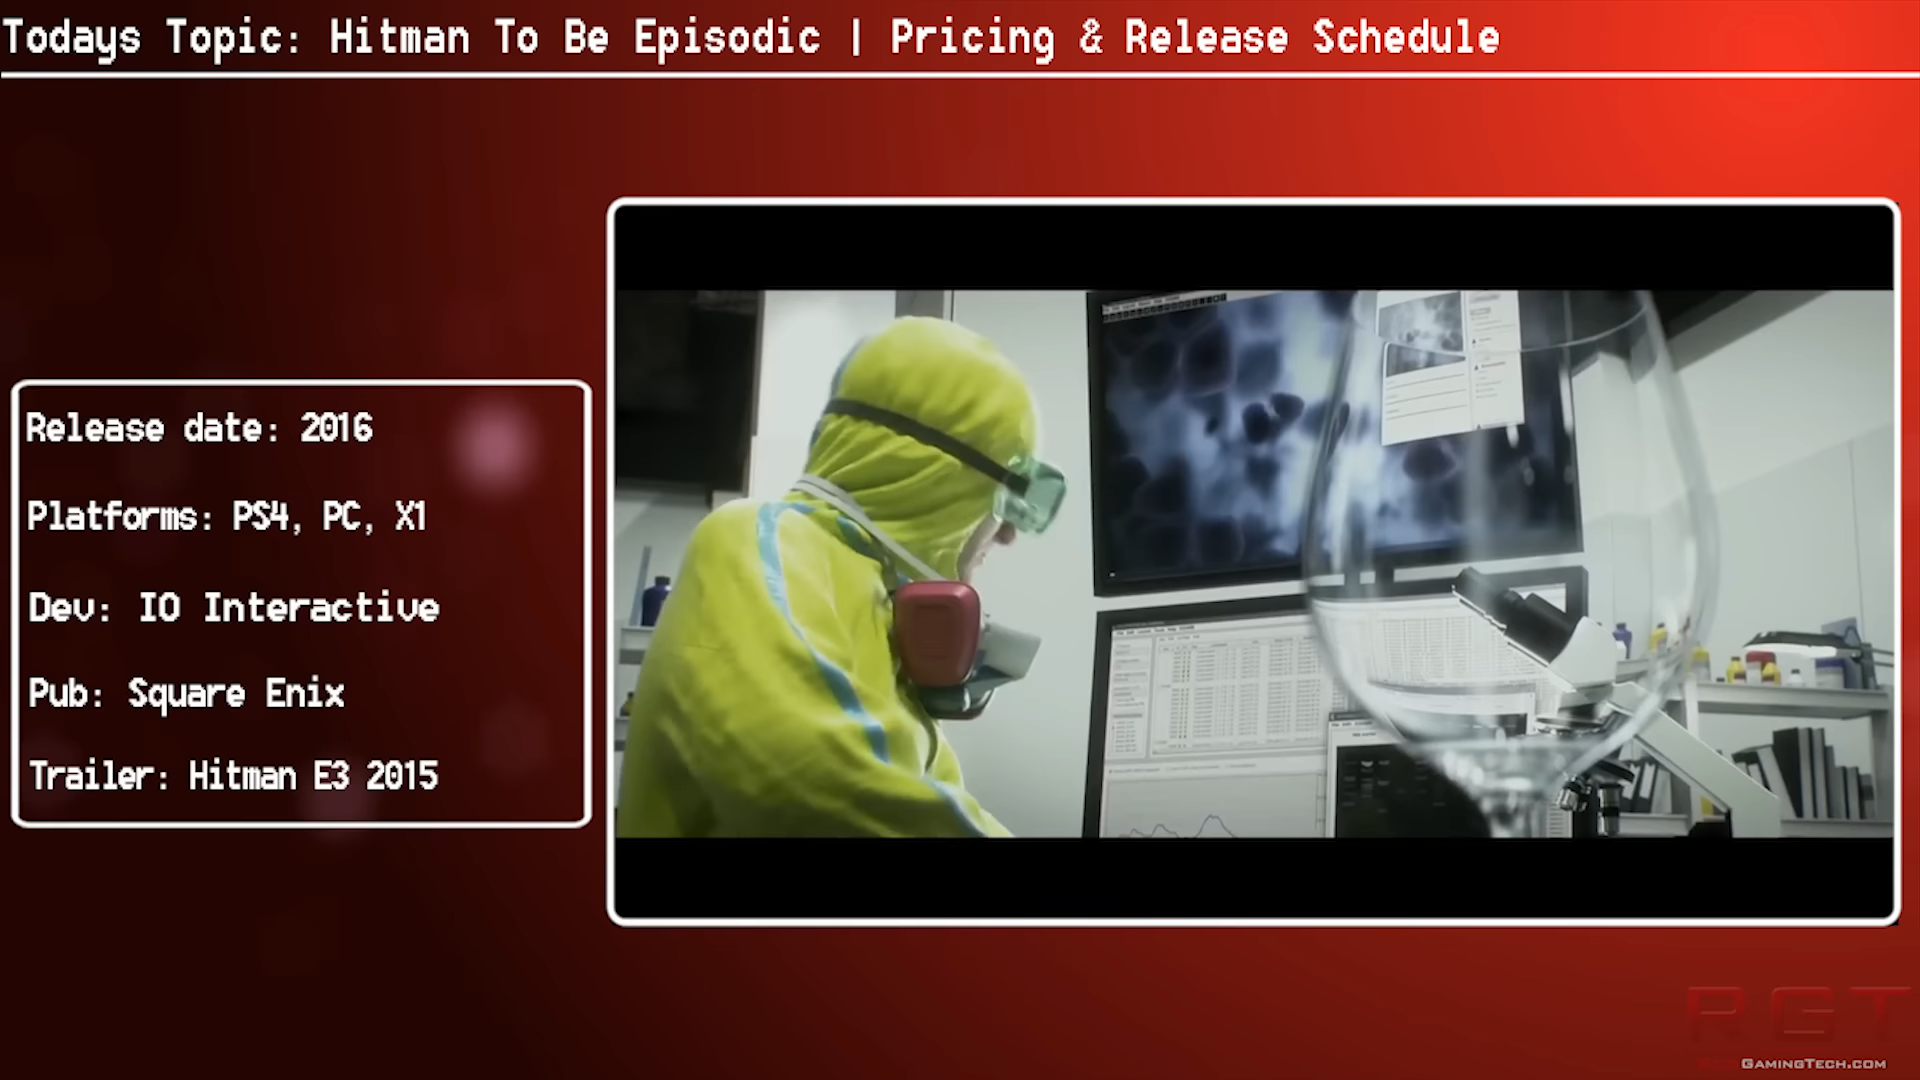 Todays Topic: Hitman To Be Episodic | Pricing & Release Schedule
Release date: 2016
Platforms: PS4, PC, X1
Dev: IO Interactive
Pub: Square Enix
Trailer: Hitman E3 2015
RGT
GamingTech.com